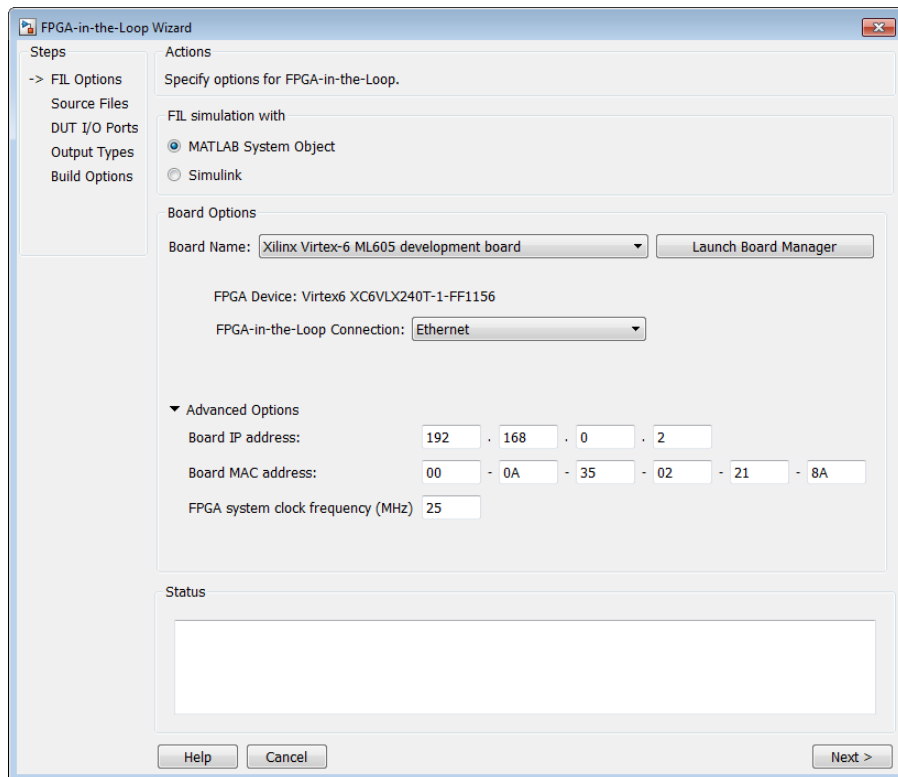 FPGA-in-the-Loop Wizard
Steps
-> FIL Options
Source Files
DUT I/O Ports
Output Types
Build Options
Actions
Specify options for FPGA-in-the-Loop.
FIL simulation with
MATLAB System Object
Simulink
Board Options
Board Name: Xilinx Virtex-6 ML605 development board Launch Board Manager
FPGA Device: Virtex6 XC6VLX240T-1-FF1156
FPGA-in-the-Loop Connection: Ethernet
Advanced Options
Board IP address: 192 . 168 . 0 . 2
Board MAC address: 00 - 0A - 35 - 02 - 21 - 8A
FPGA system clock frequency (MHz) 25
Status
Help Cancel Next >